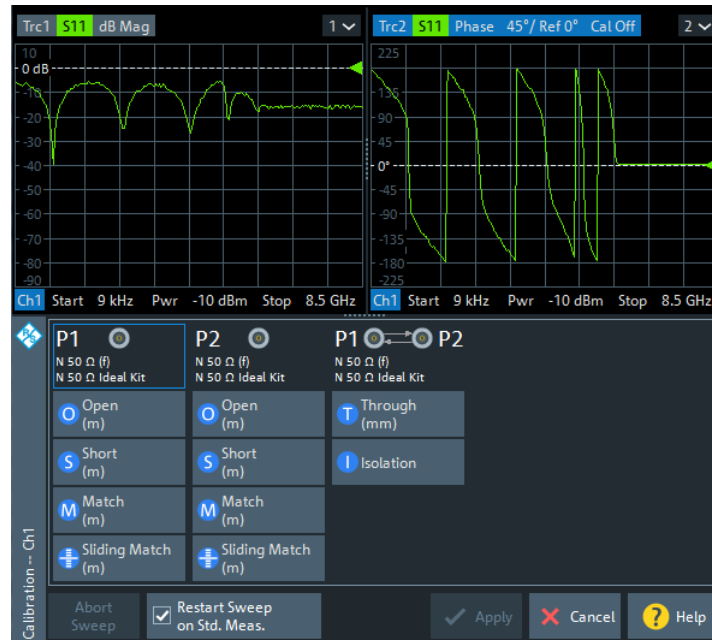 Trc1 S11 dB Mag 1
Trc2 S11 Phase 45°/ Ref 0° Cal Off 2
10
0 dB
-10
-20
-30
-40
-50
-60
-70
-80
-90
225
135
90
45
0°
-45
-90
-135
-180
-225
Ch1 Start 9 kHz Pwr -10 dBm Stop 8.5 GHz
Ch1 Start 9 kHz Pwr -10 dBm Stop 8.5 GHz
Calibration -- Ch1
P1
N 50 Ω (f)
N 50 Ω Ideal Kit
O Open
(m)
S Short
(m)
M Match
(m)
Sliding Match
(m)
P2
N 50 Ω (f)
N 50 Ω Ideal Kit
O Open
(m)
S Short
(m)
M Match
(m)
Sliding Match
(m)
P1 P2
N 50 Ω (f)
N 50 Ω Ideal Kit
T Through
(mm)
I Isolation
Abort
Sweep
Restart Sweep
on Std. Meas.
Apply
Cancel
? Help